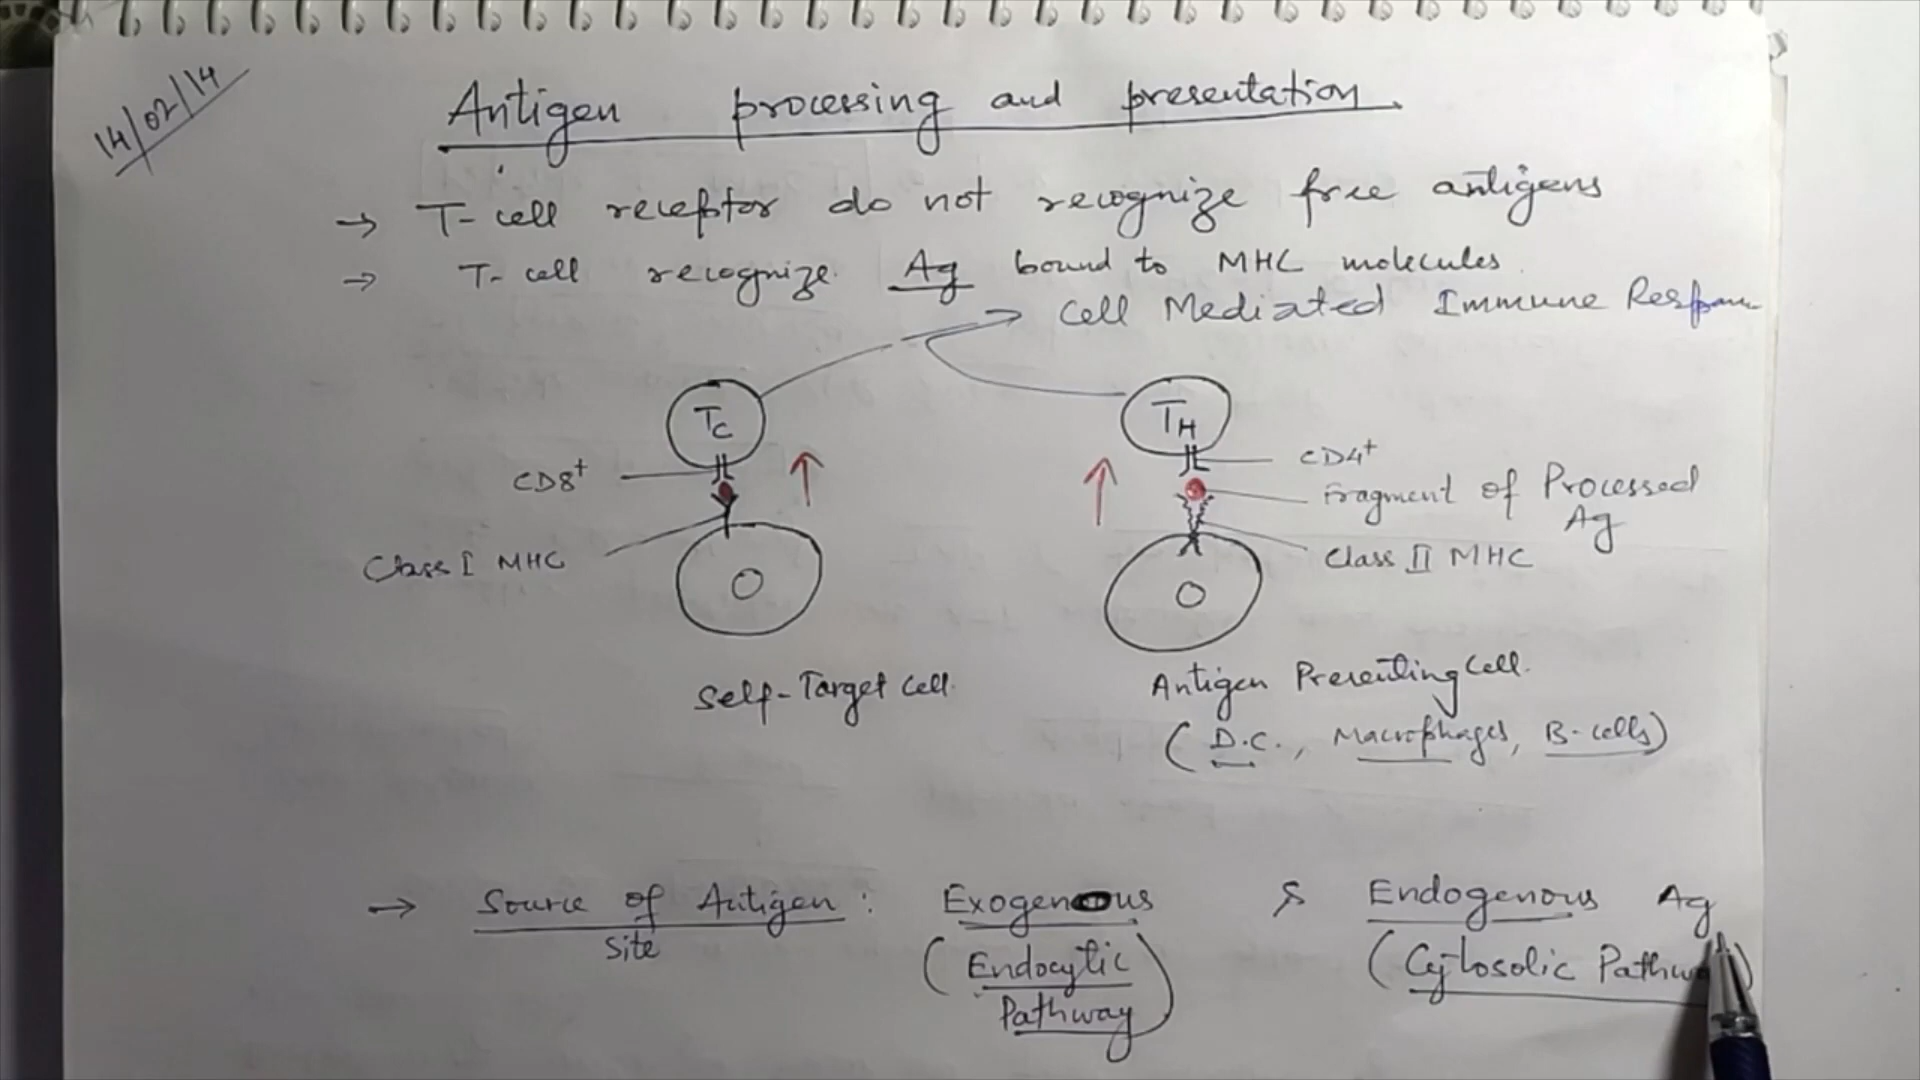 14/02/14
Antigen processing and presentation.
→ T-cell receptor do not recognize free antigens
→ T-cell recognize Ag bound to MHC molecules.
→ Cell Mediated Immune
Tc
TH
CD8+
CD4+
Fragment of Processed
Ag
Class I MHC
Class II MHC
Self-Target Cell.
Antigen Presenting Cell.
(D.C., Macrophages, B-cells)
→ Source of Antigen: Exogenous & Endogenous Ag
Site
(Endocytic
Pathway)
(Cytosolic